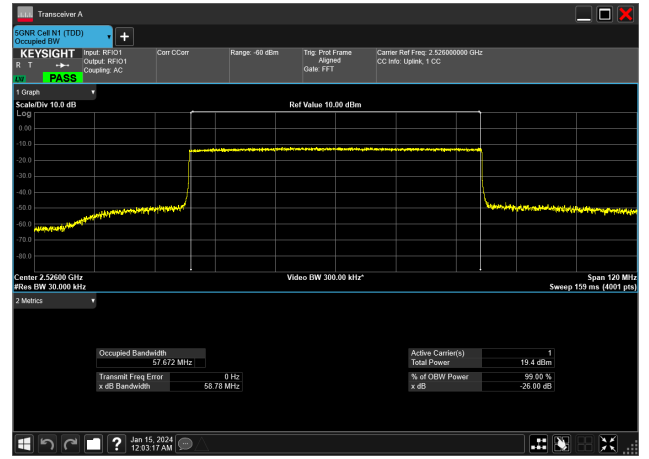 Transceiver A
5GNR Cell N1 (TDD)
Occupied BW
KEYSIGHT
R T
PASS
Input: RFIO1
Output: RFIO1
Coupling: AC
Corr CCorr
Range: -60 dBm
Trig: Prot Frame
Aligned
Gate: FFT
Carrier Ref Freq: 2.526000000 GHz
CC Info: Uplink, 1 CC
1 Graph
Scale/Div 10.0 dB
Ref Value 10.00 dBm
Log
0.00
-10.0
-20.0
-30.0
-40.0
-50.0
-60.0
-70.0
-80.0
Center 2.52600 GHz
Video BW 300.00 kHz*
Span 120 MHz
#Res BW 30.000 kHz
Sweep 159 ms (4001 pts)
2 Metrics
Occupied Bandwidth
57.672 MHz
Transmit Freq Error 0 Hz
x dB Bandwidth 58.78 MHz
Active Carrier(s) 1
Total Power 19.4 dBm
% of OBW Power 99.00 %
x dB -26.00 dB
Jan 15, 2024
12:03:17 AM